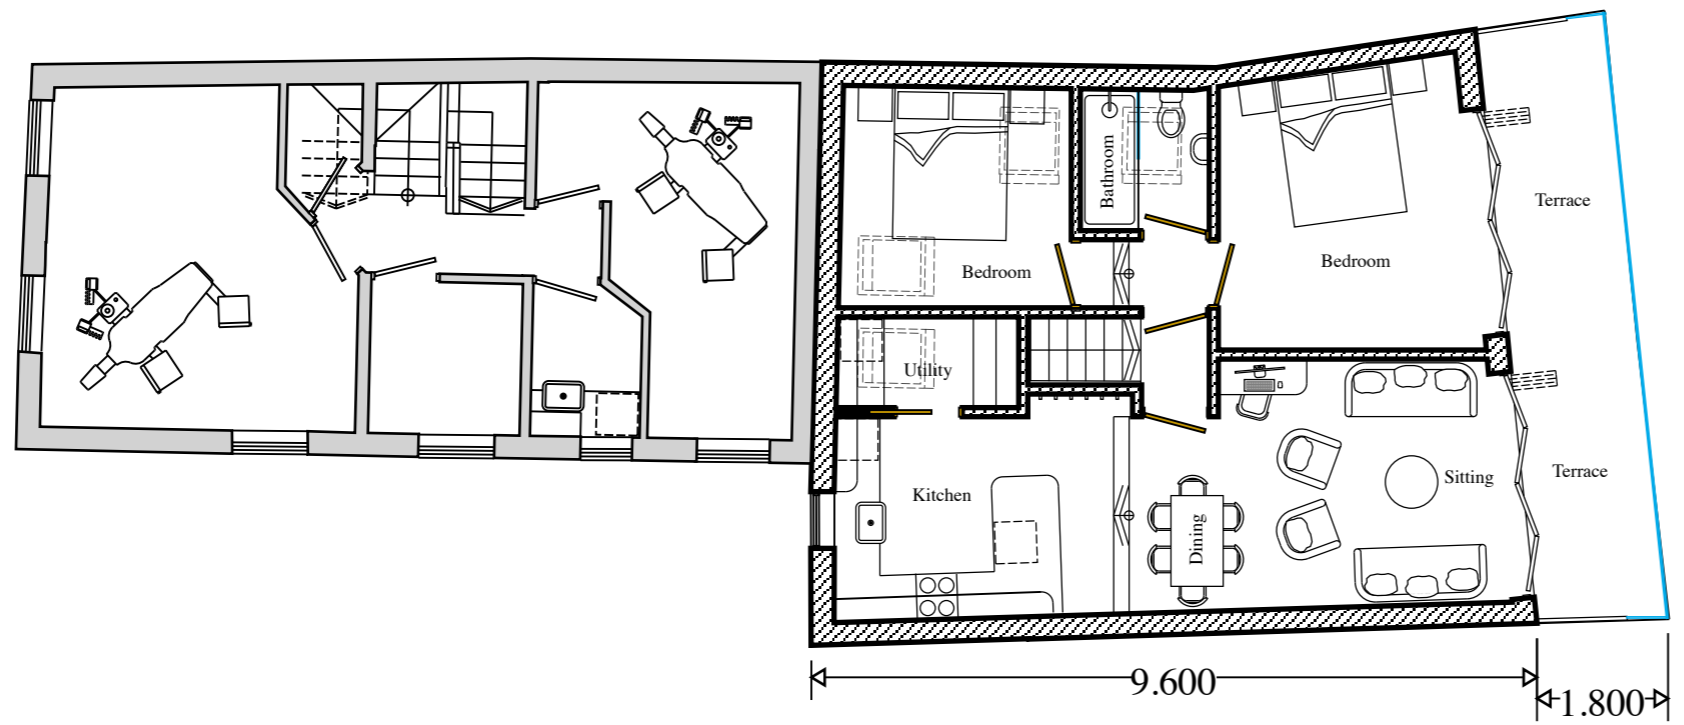 Bathroom
Terrace
Bedroom
Bedroom
Utility
Kitchen
Dining
Sitting
Terrace
9.600
1.800